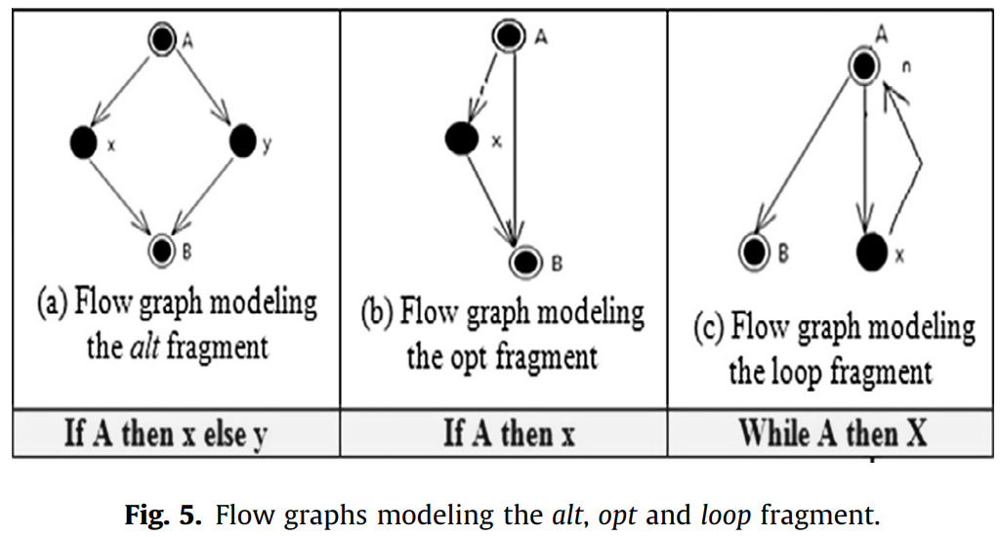 A
x
y
B
(a) Flow graph modeling
the alt fragment
If A then x else y
A
x
B
(b) Flow graph modeling
the opt fragment
If A then x
A
n
B
x
(c) Flow graph modeling
the loop fragment
While A then X
Fig. 5. Flow graphs modeling the alt, opt and loop fragment.